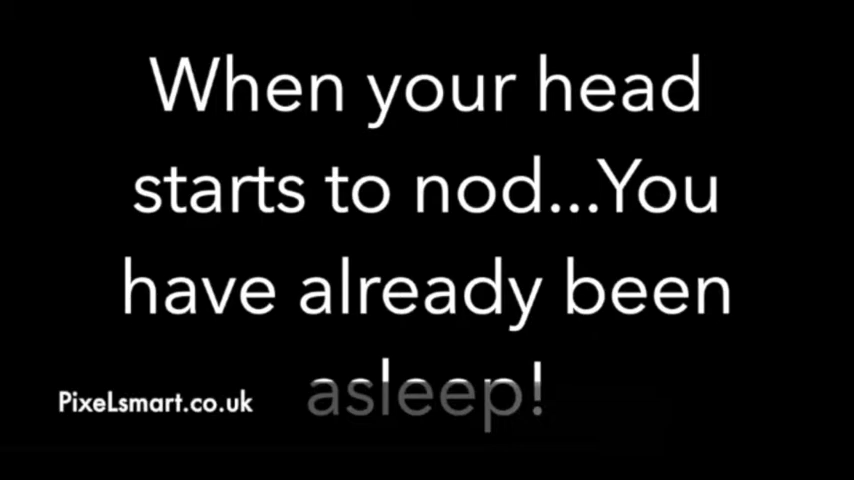 When your head
starts to nod...You
have already been
asleep!
PixeLsmart.co.uk